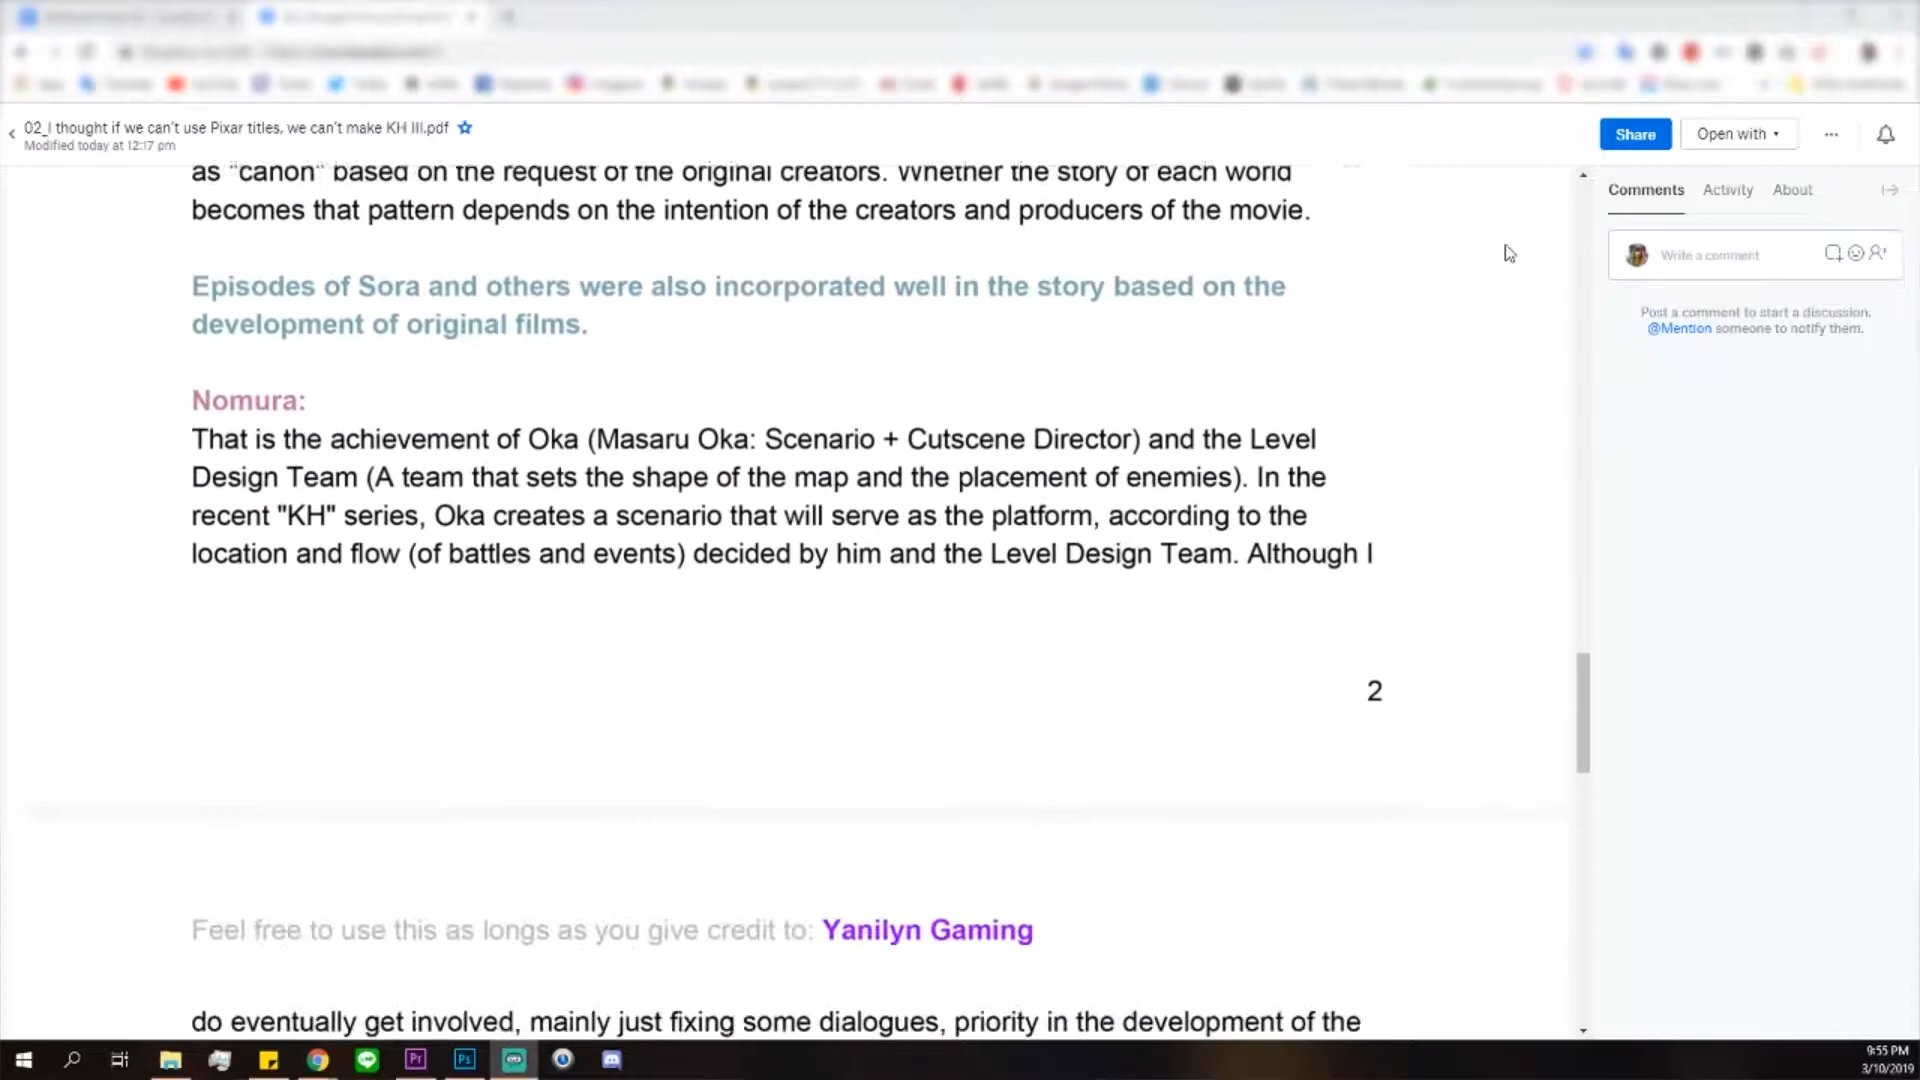 02_I thought if we can't use Pixar titles, we can't make KH III.pdf
Modified today at 12:17 pm
Share
Open with
as "canon" based on the request of the original creators. Whether the story of each world
becomes that pattern depends on the intention of the creators and producers of the movie.
Episodes of Sora and others were also incorporated well in the story based on the
development of original films.
Nomura:
That is the achievement of Oka (Masaru Oka: Scenario + Cutscene Director) and the Level
Design Team (A team that sets the shape of the map and the placement of enemies). In the
recent "KH" series, Oka creates a scenario that will serve as the platform, according to the
location and flow (of battles and events) decided by him and the Level Design Team. Although I
2
Feel free to use this as longs as you give credit to: Yanilyn Gaming
do eventually get involved, mainly just fixing some dialogues, priority in the development of the
Comments Activity About
Write a comment
Post a comment to start a discussion.
@Mention someone to notify them.
Pr
Ps
9:55 PM
3/10/2019